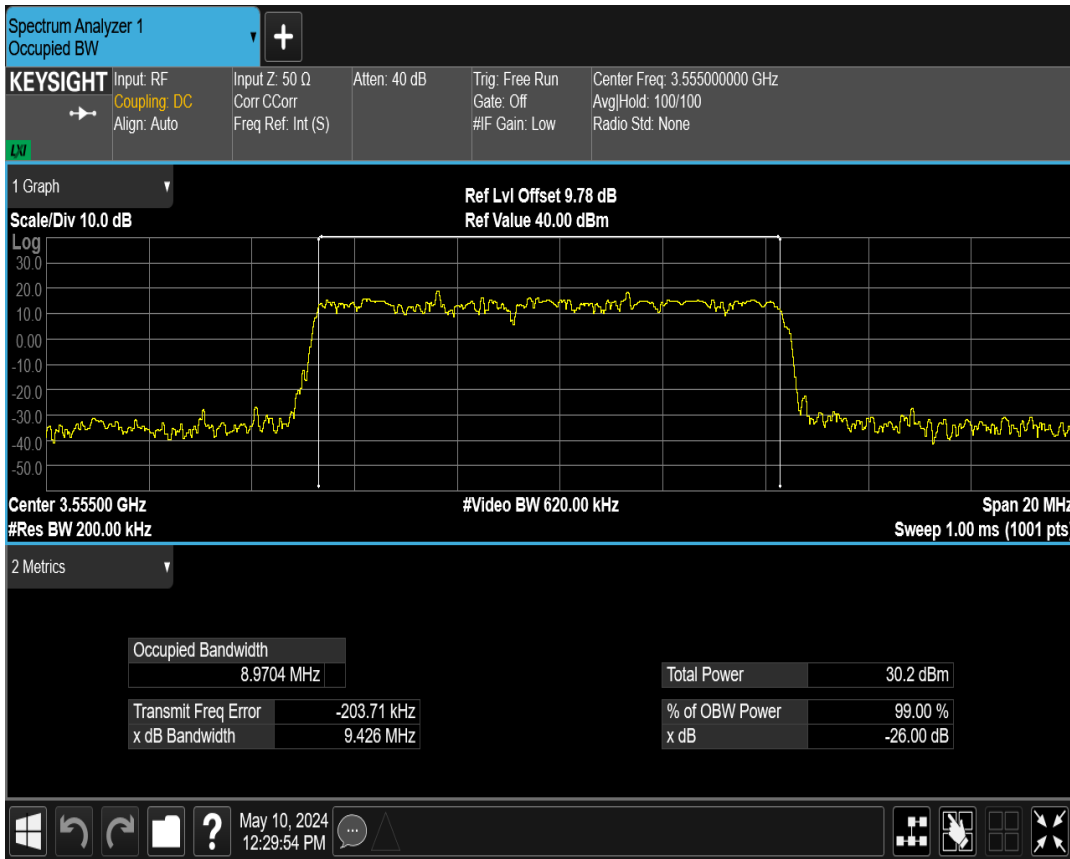 Spectrum Analyzer 1
Occupied BW
+
KEYSIGHT
LXI
Input: RF
Coupling: DC
Align: Auto
Input Z: 50 Ω
Corr CCorr
Freq Ref: Int (S)
Atten: 40 dB
Trig: Free Run
Gate: Off
#IF Gain: Low
Center Freq: 3.555000000 GHz
Avg|Hold: 100/100
Radio Std: None
1 Graph
Scale/Div 10.0 dB
Ref Lvl Offset 9.78 dB
Ref Value 40.00 dBm
Log
30.0
20.0
10.0
0.00
-10.0
-20.0
-30.0
-40.0
-50.0
Center 3.55500 GHz
#Video BW 620.00 kHz
Span 20 MHz
#Res BW 200.00 kHz
Sweep 1.00 ms (1001 pts)
2 Metrics
Occupied Bandwidth
8.9704 MHz
Total Power 30.2 dBm
Transmit Freq Error -203.71 kHz
% of OBW Power 99.00 %
x dB Bandwidth 9.426 MHz
x dB -26.00 dB
?
May 10, 2024
12:29:54 PM